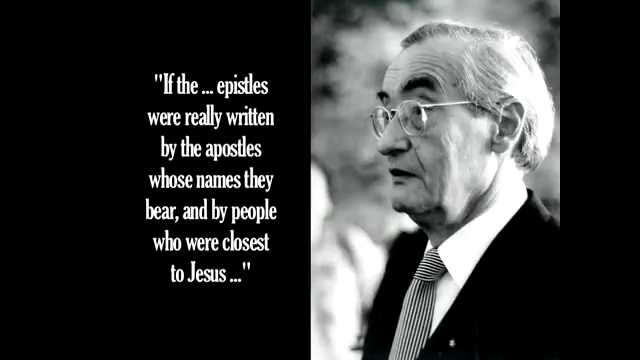 "If the ... epistles
were really written
by the apostles
whose names they
bear, and by people
who were closest
to Jesus ..."